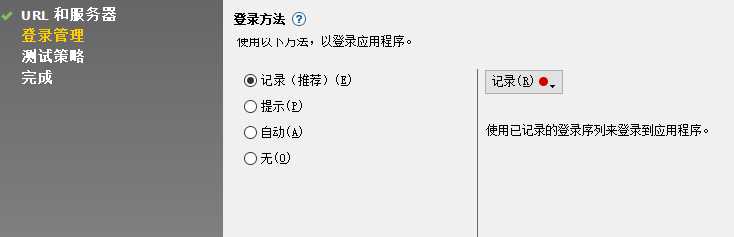 URL 和服务器
登录管理
测试策略
完成
登录方法
使用以下方法，以登录应用程序。
记录（推荐）(E)
提示(P)
自动(A)
无(O)
记录(R)
使用已记录的登录序列来登录到应用程序。